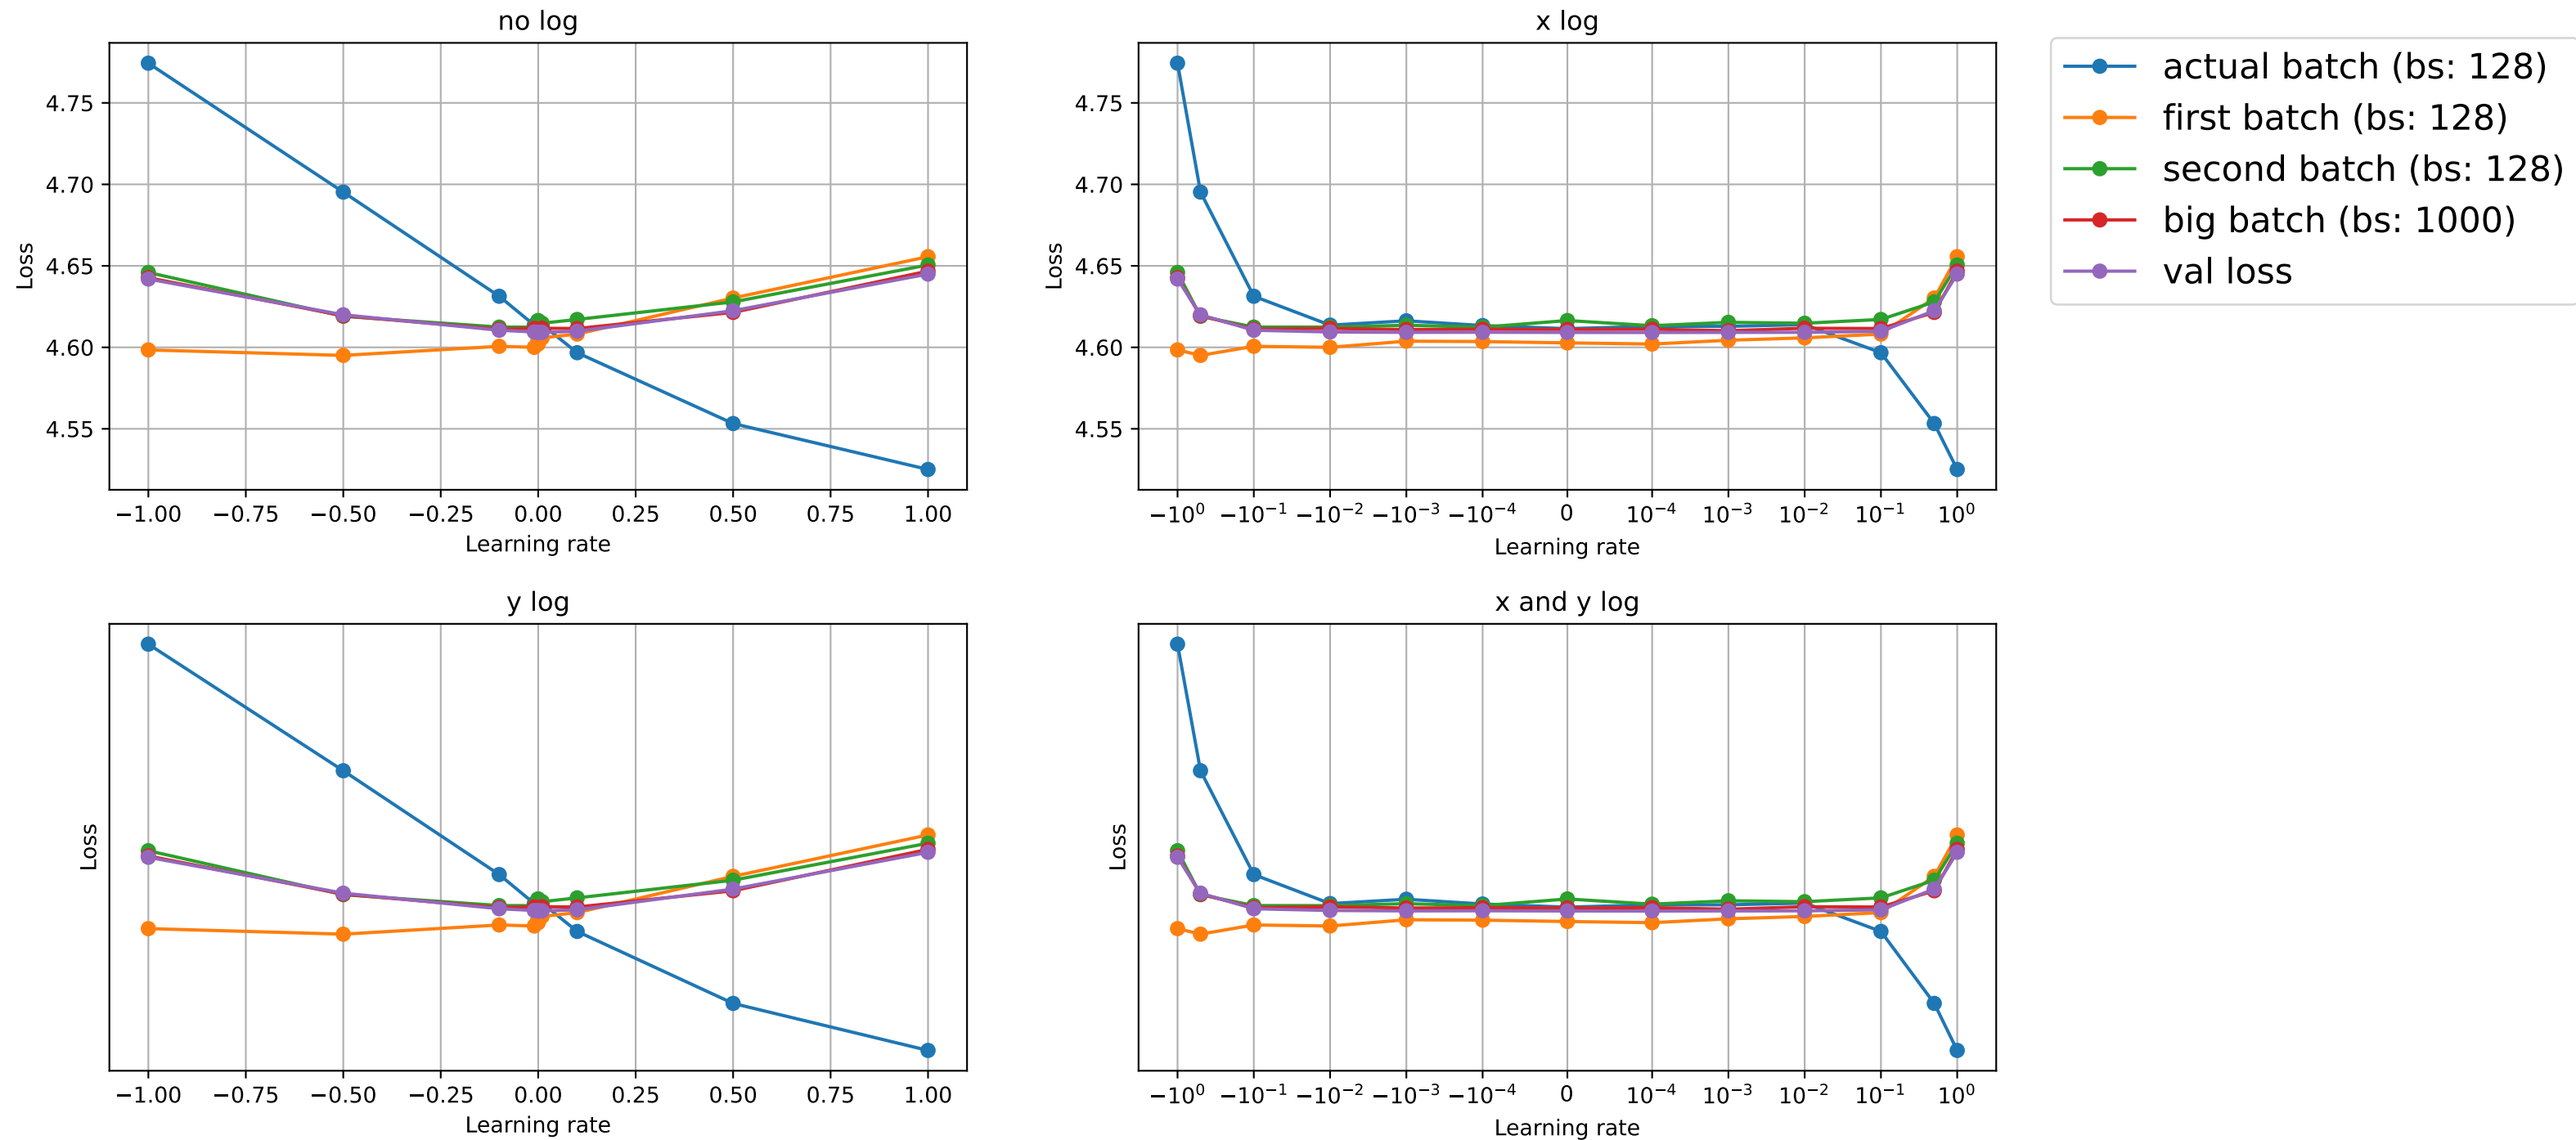 no log
4.75
4.70
4.65
4.60
4.55
Loss
−1.00 −0.75 −0.50 −0.25 0.00 0.25 0.50 0.75 1.00
Learning rate
x log
4.75
4.70
4.65
4.60
4.55
Loss
−10⁰ −10⁻¹ −10⁻² −10⁻³ −10⁻⁴ 0 10⁻⁴ 10⁻³ 10⁻² 10⁻¹ 10⁰
Learning rate
actual batch (bs: 128)
first batch (bs: 128)
second batch (bs: 128)
big batch (bs: 1000)
val loss
y log
Loss
−1.00 −0.75 −0.50 −0.25 0.00 0.25 0.50 0.75 1.00
Learning rate
x and y log
Loss
−10⁰ −10⁻¹ −10⁻² −10⁻³ −10⁻⁴ 0 10⁻⁴ 10⁻³ 10⁻² 10⁻¹ 10⁰
Learning rate